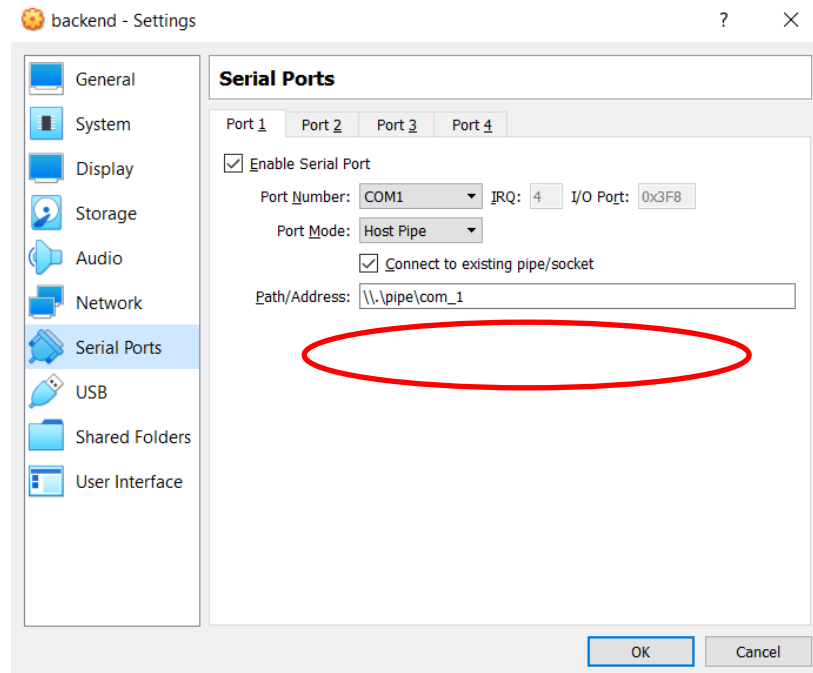 backend - Settings ?
General
System
Display
Storage
Audio
Network
Serial Ports
USB
Shared Folders
User Interface
Serial Ports
Port 1 Port 2 Port 3 Port 4
Enable Serial Port
Port Number: COM1 IRQ: 4 I/O Port: 0x3F8
Port Mode: Host Pipe
Connect to existing pipe/socket
Path/Address: \\.\pipe\com_1
OK Cancel